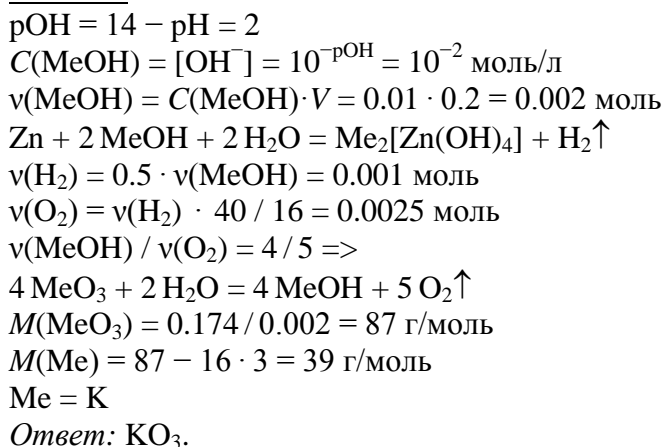 pOH = 14 − pH = 2
C(MeOH) = [OH⁻] = 10⁻ᵖᴼᴴ = 10⁻² моль/л
ν(MeOH) = C(MeOH)·V = 0.01 · 0.2 = 0.002 моль
Zn + 2 MeOH + 2 H₂O = Me₂[Zn(OH)₄] + H₂↑
ν(H₂) = 0.5 · ν(MeOH) = 0.001 моль
ν(O₂) = ν(H₂) · 40 / 16 = 0.0025 моль
ν(MeOH) / ν(O₂) = 4 / 5 =>
4 MeO₃ + 2 H₂O = 4 MeOH + 5 O₂↑
M(MeO₃) = 0.174 / 0.002 = 87 г/моль
M(Me) = 87 − 16 · 3 = 39 г/моль
Me = K
Ответ: KO₃.